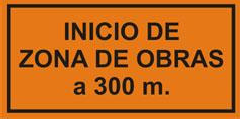 INICIO DE
ZONA DE OBRAS
a 300 m.